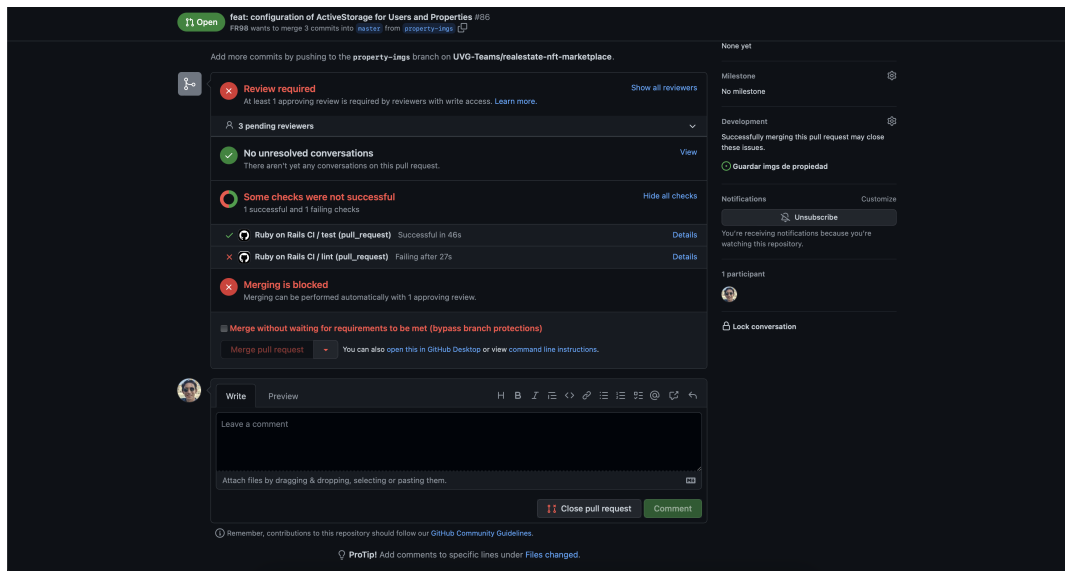 Open
feat: configuration of ActiveStorage for Users and Properties #86
FR98 wants to merge 3 commits into master from property-imgs
Add more commits by pushing to the property-imgs branch on UVG-Teams/realestate-nft-marketplace.
Review required
Show all reviewers
At least 1 approving review is required by reviewers with write access. Learn more.
3 pending reviewers
No unresolved conversations
View
There aren't yet any conversations on this pull request.
Some checks were not successful
Hide all checks
1 successful and 1 failing checks
Ruby on Rails CI / test (pull_request) Successful in 46s
Details
Ruby on Rails CI / lint (pull_request) Failing after 27s
Details
Merging is blocked
Merging can be performed automatically with 1 approving review.
Merge without waiting for requirements to be met (bypass branch protections)
Merge pull request
You can also open this in GitHub Desktop or view command line instructions.
Write
Preview
Leave a comment
Attach files by dragging & dropping, selecting or pasting them.
Close pull request
Comment
Remember, contributions to this repository should follow our GitHub Community Guidelines.
ProTip! Add comments to specific lines under Files changed.
None yet
Milestone
No milestone
Development
Successfully merging this pull request may close
these issues.
Guardar imgs de propiedad
Notifications
Customize
Unsubscribe
You're receiving notifications because you're
watching this repository.
1 participant
Lock conversation